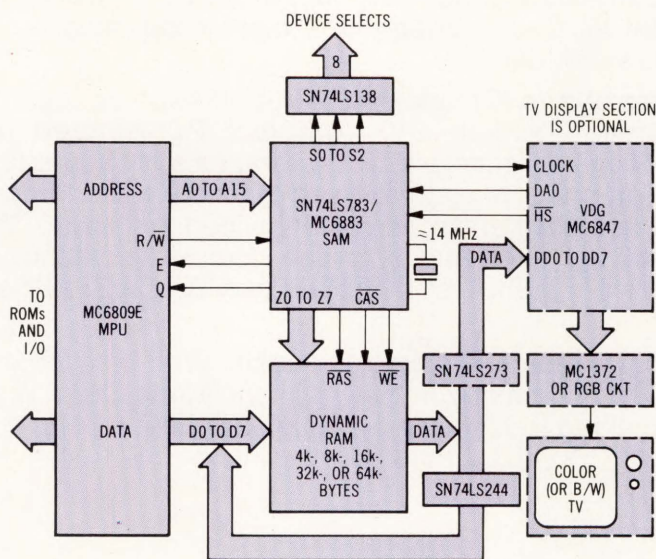 DEVICE SELECTS
8
SN74LS138
TV DISPLAY SECTION
IS OPTIONAL
S0 TO S2
ADDRESS
A0 TO A15
SN74LS783/
MC6883
SAM
CLOCK
DA0
HS
VDG
MC6847
R/W
E
Q
≈14 MHz
DATA
DD0 TO DD7
TO
ROMs
AND
I/O
MC6809E
MPU
Z0 TO Z7
CAS
RAS
WE
SN74LS273
MC1372
OR RGB CKT
DATA
D0 TO D7
DYNAMIC
RAM
4k-, 8k-, 16k-,
32k-, OR 64k-
BYTES
DATA
SN74LS244
COLOR
(OR B/W)
TV